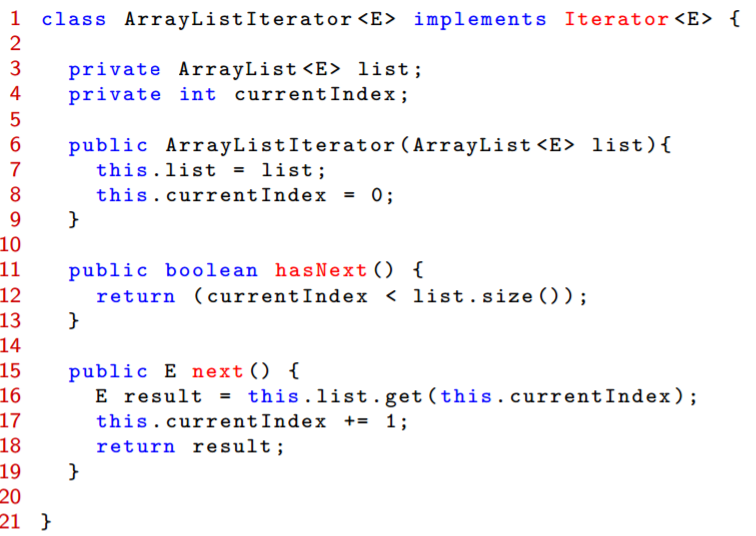 1 class ArrayListIterator<E> implements Iterator<E> {
2
3   private ArrayList<E> list;
4   private int currentIndex;
5
6   public ArrayListIterator(ArrayList<E> list){
7     this.list = list;
8     this.currentIndex = 0;
9   }
10
11   public boolean hasNext() {
12     return (currentIndex < list.size());
13   }
14
15   public E next() {
16     E result = this.list.get(this.currentIndex);
17     this.currentIndex += 1;
18     return result;
19   }
20
21 }